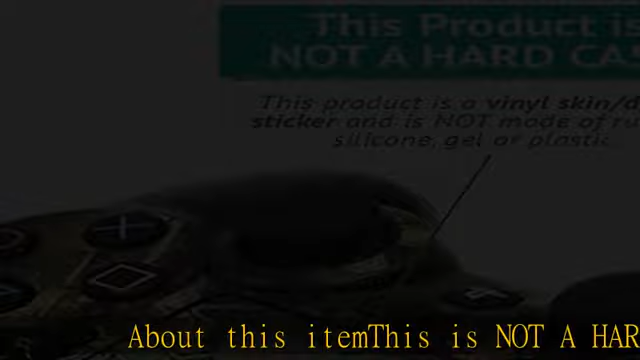 This Product is
NOT A HARD CAS
This product is a vinyl skin/d
sticker and is NOT made of ru
silicone, gel or plastic.
About this itemThis is NOT A HAR